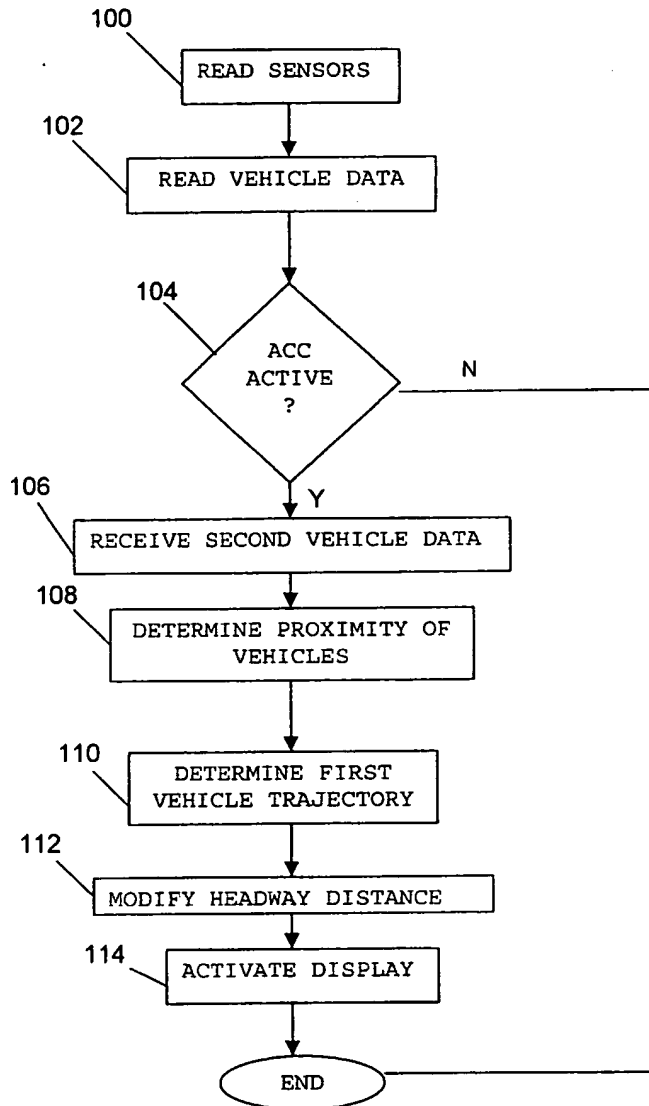 100
READ SENSORS
102
READ VEHICLE DATA
104
ACC
ACTIVE
?
N
Y
106
RECEIVE SECOND VEHICLE DATA
108
DETERMINE PROXIMITY OF
VEHICLES
110
DETERMINE FIRST
VEHICLE TRAJECTORY
112
MODIFY HEADWAY DISTANCE
114
ACTIVATE DISPLAY
END